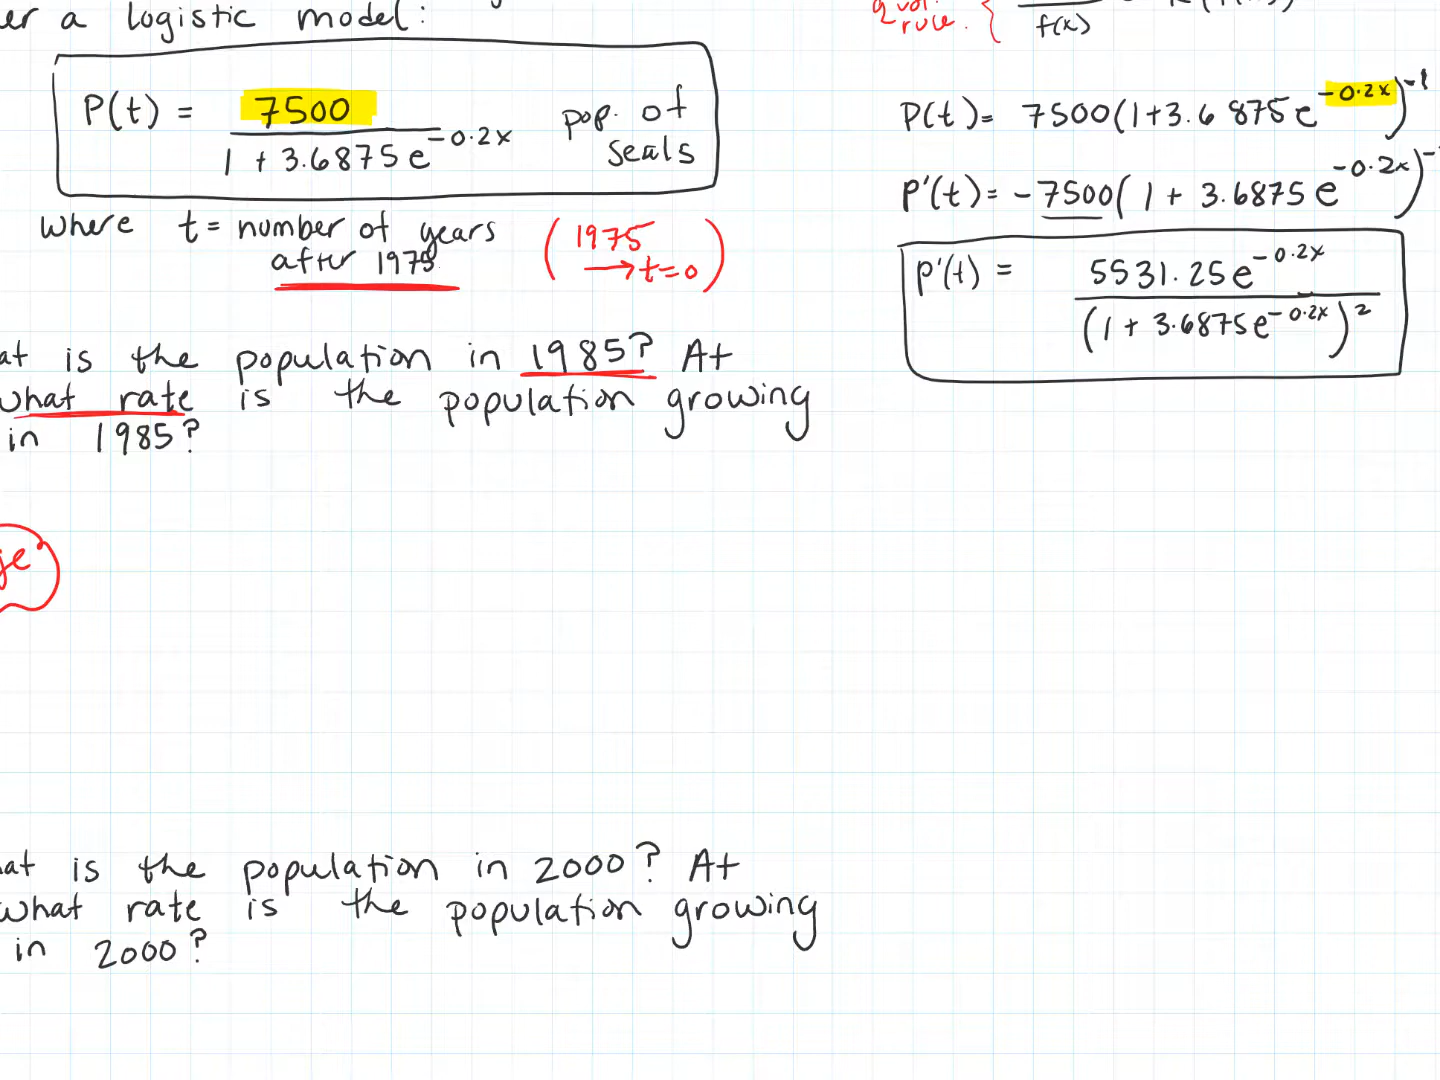 er a logistic model:
P(t) = 7500 / 1 + 3.6875e^-0.2x pop. of seals
where t = number of years
after 1975
(1975 → t=0)
at is the population in 1985? At
what rate is the population growing
in 1985?
ge
at is the population in 2000? At
what rate is the population growing
in 2000?
rule.
f(x)
P(t)= 7500(1+3.6875e^-0.2x)^-1
P'(t)= -7500(1+ 3.6875e^-0.2x)^-
P'(t) = 5531.25e^-0.2x / (1+3.6875e^-0.2x)^2